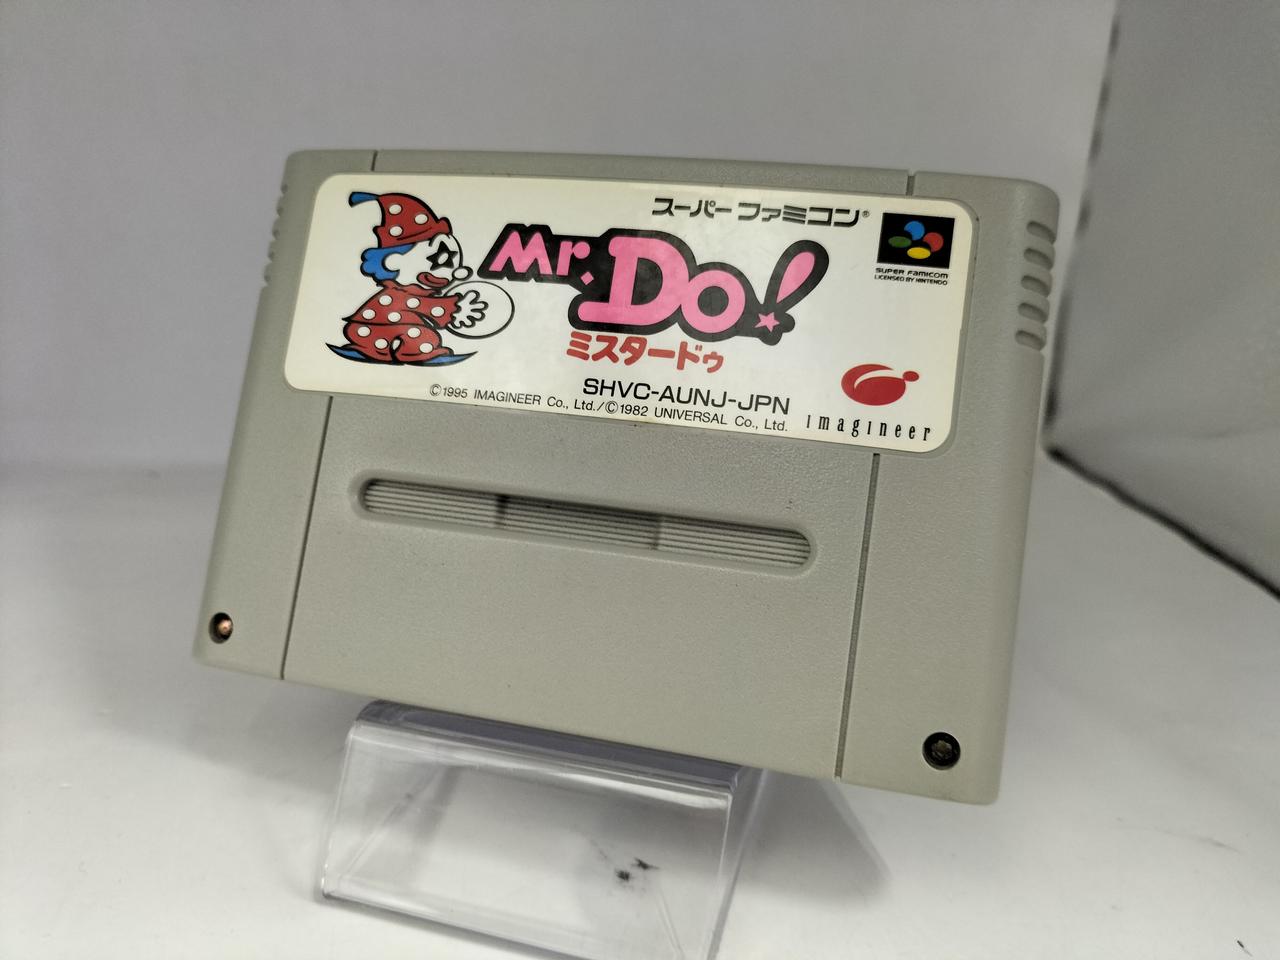 スーパーファミコン®
SUPER FAMICOM
LICENSED BY NINTENDO
Mr. Do!
ミスタードゥ
SHVC-AUNJ-JPN
©1995 IMAGINEER Co., Ltd./©1982 UNIVERSAL Co., Ltd.
imagineer